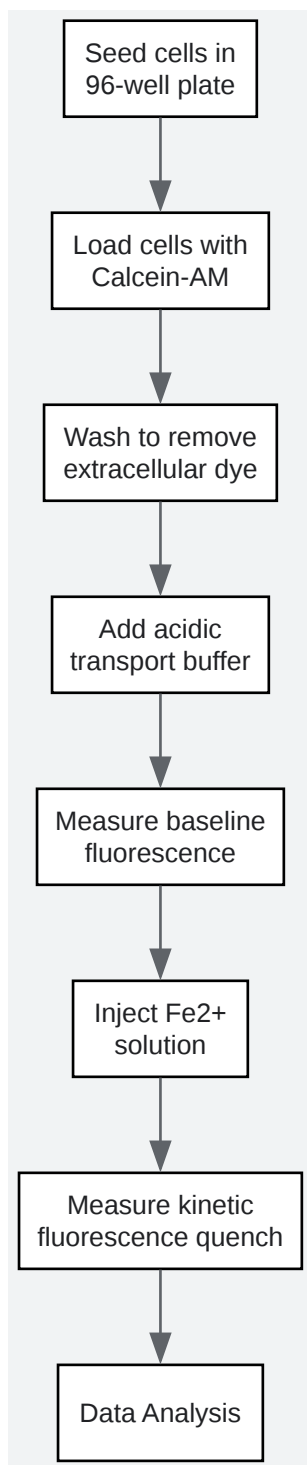 Seed cells in
96-well plate
Load cells with
Calcein-AM
Wash to remove
extracellular dye
Add acidic
transport buffer
Measure baseline
fluorescence
Inject Fe2+
solution
Measure kinetic
fluorescence quench
Data Analysis